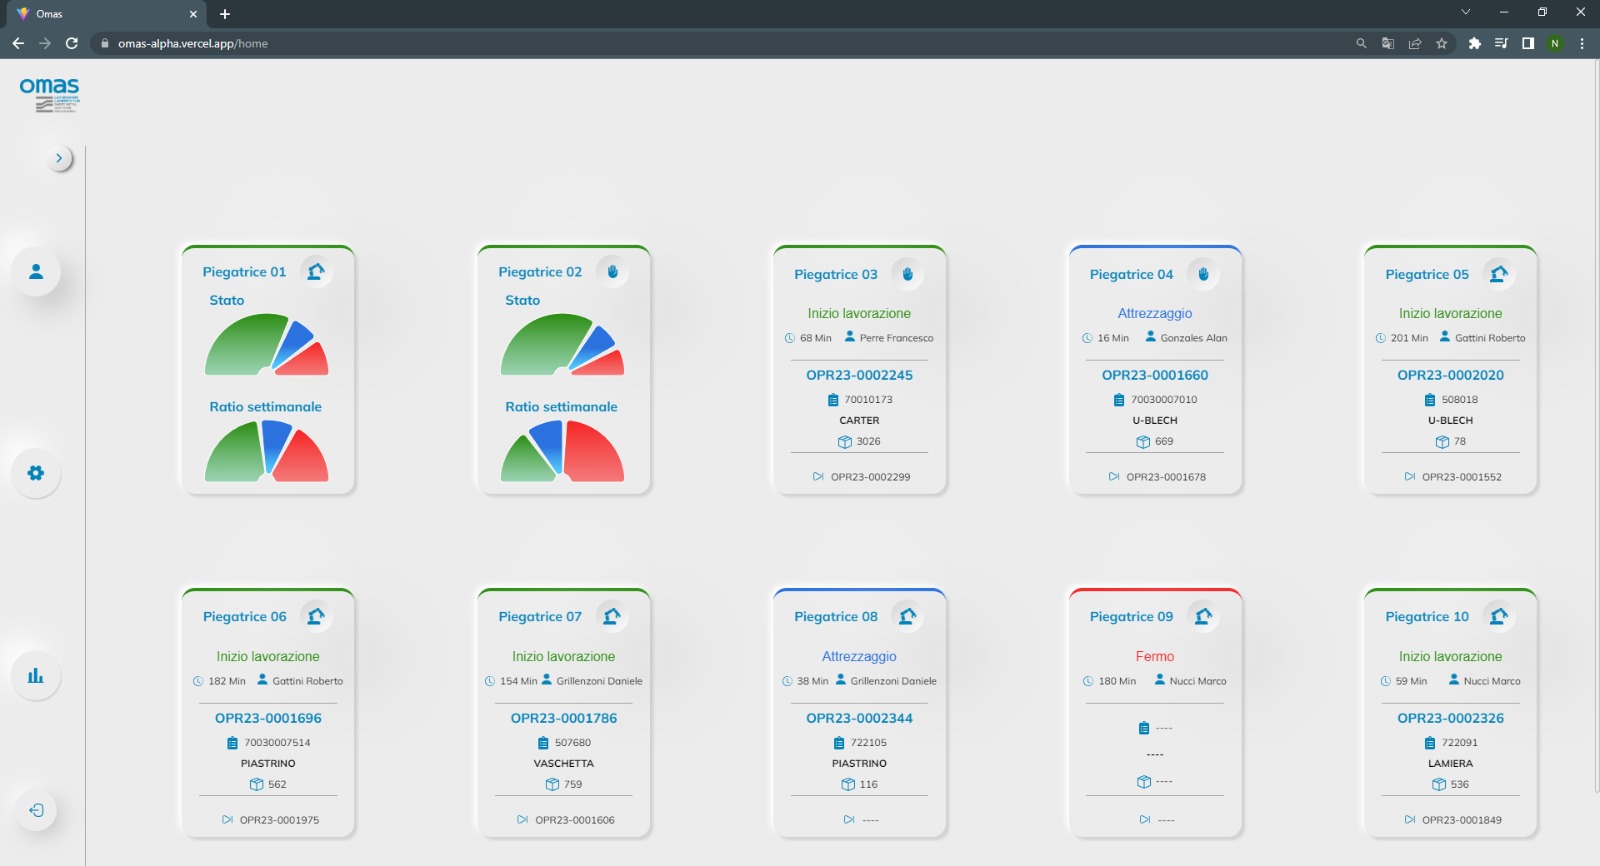 Omas
omas-alpha.vercel.app/home
N
omas
Piegatrice 01
Stato
Ratio settimanale
Piegatrice 02
Stato
Ratio settimanale
Piegatrice 03
Inizio lavorazione
68 Min Perre Francesco
OPR23-0002245
70010173
CARTER
3026
OPR23-0002299
Piegatrice 04
Attrezzaggio
16 Min Gonzales Alan
OPR23-0001660
70030007010
U-BLECH
669
OPR23-0001678
Piegatrice 05
Inizio lavorazione
201 Min Gattini Roberto
OPR23-0002020
508018
U-BLECH
78
OPR23-0001552
Piegatrice 06
Inizio lavorazione
182 Min Gattini Roberto
OPR23-0001696
70030007514
PIASTRINO
562
OPR23-0001975
Piegatrice 07
Inizio lavorazione
154 Min Grillenzoni Daniele
OPR23-0001786
507680
VASCHETTA
759
OPR23-0001606
Piegatrice 08
Attrezzaggio
38 Min Grillenzoni Daniele
OPR23-0002344
722105
PIASTRINO
116
----
Piegatrice 09
Fermo
180 Min Nucci Marco
----
----
----
----
Piegatrice 10
Inizio lavorazione
59 Min Nucci Marco
OPR23-0002326
722091
LAMIERA
536
OPR23-0001849